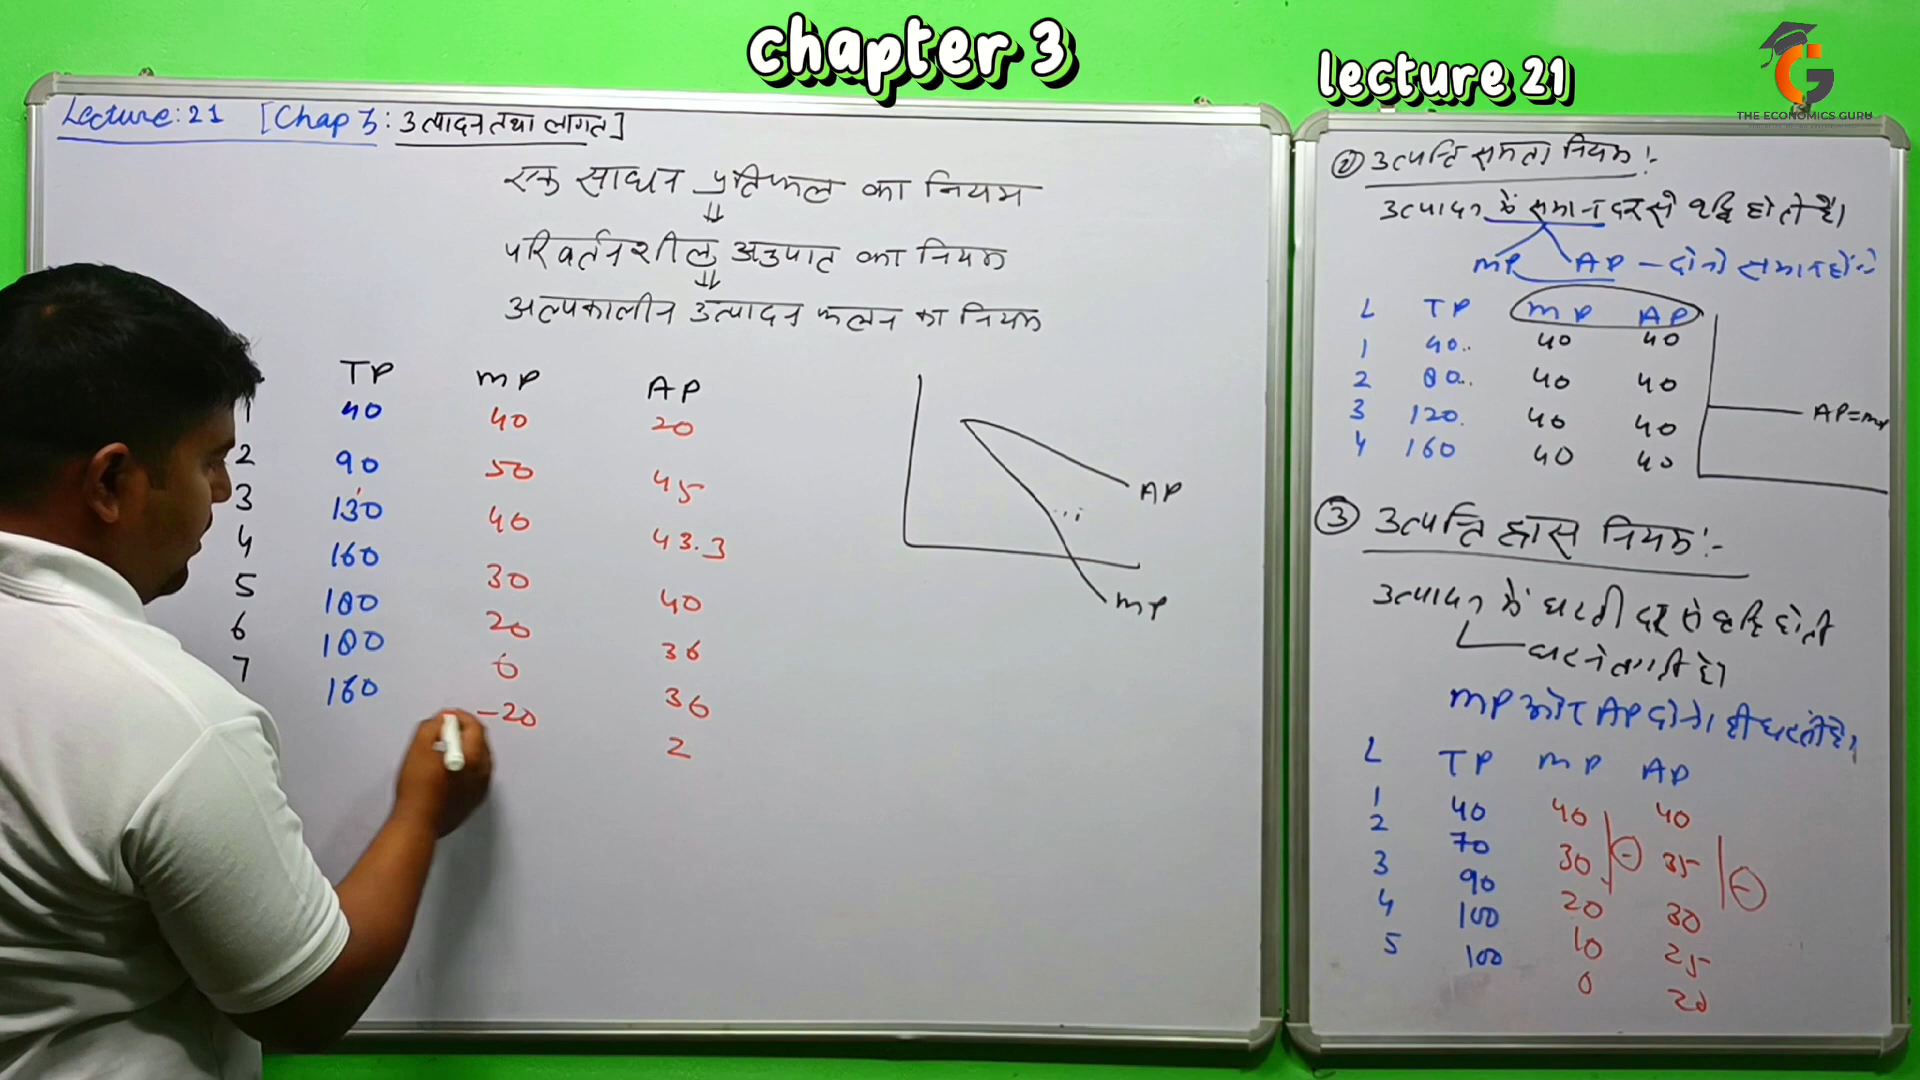 chapter 3
lecture 21
THE ECONOMICS GURU
Lecture: 21 [Chap 3: उत्पादन तथा लागत]
एक साधन प्रतिफल का नियम
परिवर्तनशील अनुपात का नियम
अल्पकालीन उत्पादन फलन का नियम
TP MP AP
1 40 40 20
2 90 50 45
3 130 40 43.3
4 160 30 40
5 180 20 36
6 180 0 36
7 160 -20 2
AP
MP
② उत्पत्ति समता नियम :-
उत्पादन में समान दर से वृद्धि होती है।
MP AP - दोनों समान होंगे
L TP MP AP
1 40 40 40
2 80 40 40
3 120 40 40
4 160 40 40
AP=MP
③ उत्पत्ति ह्रास नियम :-
उत्पादन में घटती दर से वृद्धि होती
घटने लगती है।
MP और AP दोनों ही घटती है।
L TP MP AP
1 40 40 40
2 70 30 35
3 90 20 30
4 100 10 25
5 100 0 20